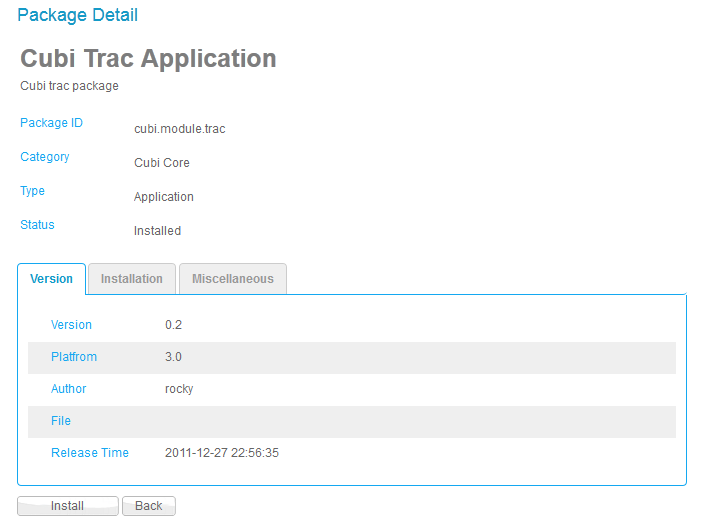 Package Detail
Cubi Trac Application
Cubi trac package
Package ID cubi.module.trac
Category Cubi Core
Type Application
Status Installed
Version Installation Miscellaneous
Version 0.2
Platfrom 3.0
Author rocky
File
Release Time 2011-12-27 22:56:35
Install Back